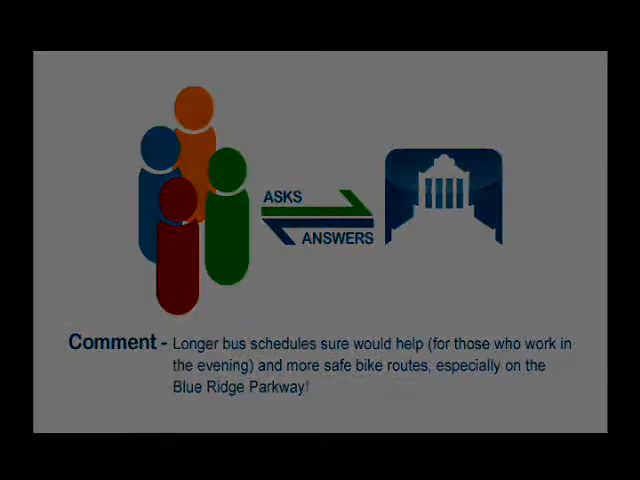 ASKS
ANSWERS
Comment - Longer bus schedules sure would help (for those who work in
the evening) and more safe bike routes, especially on the
Blue Ridge Parkway!